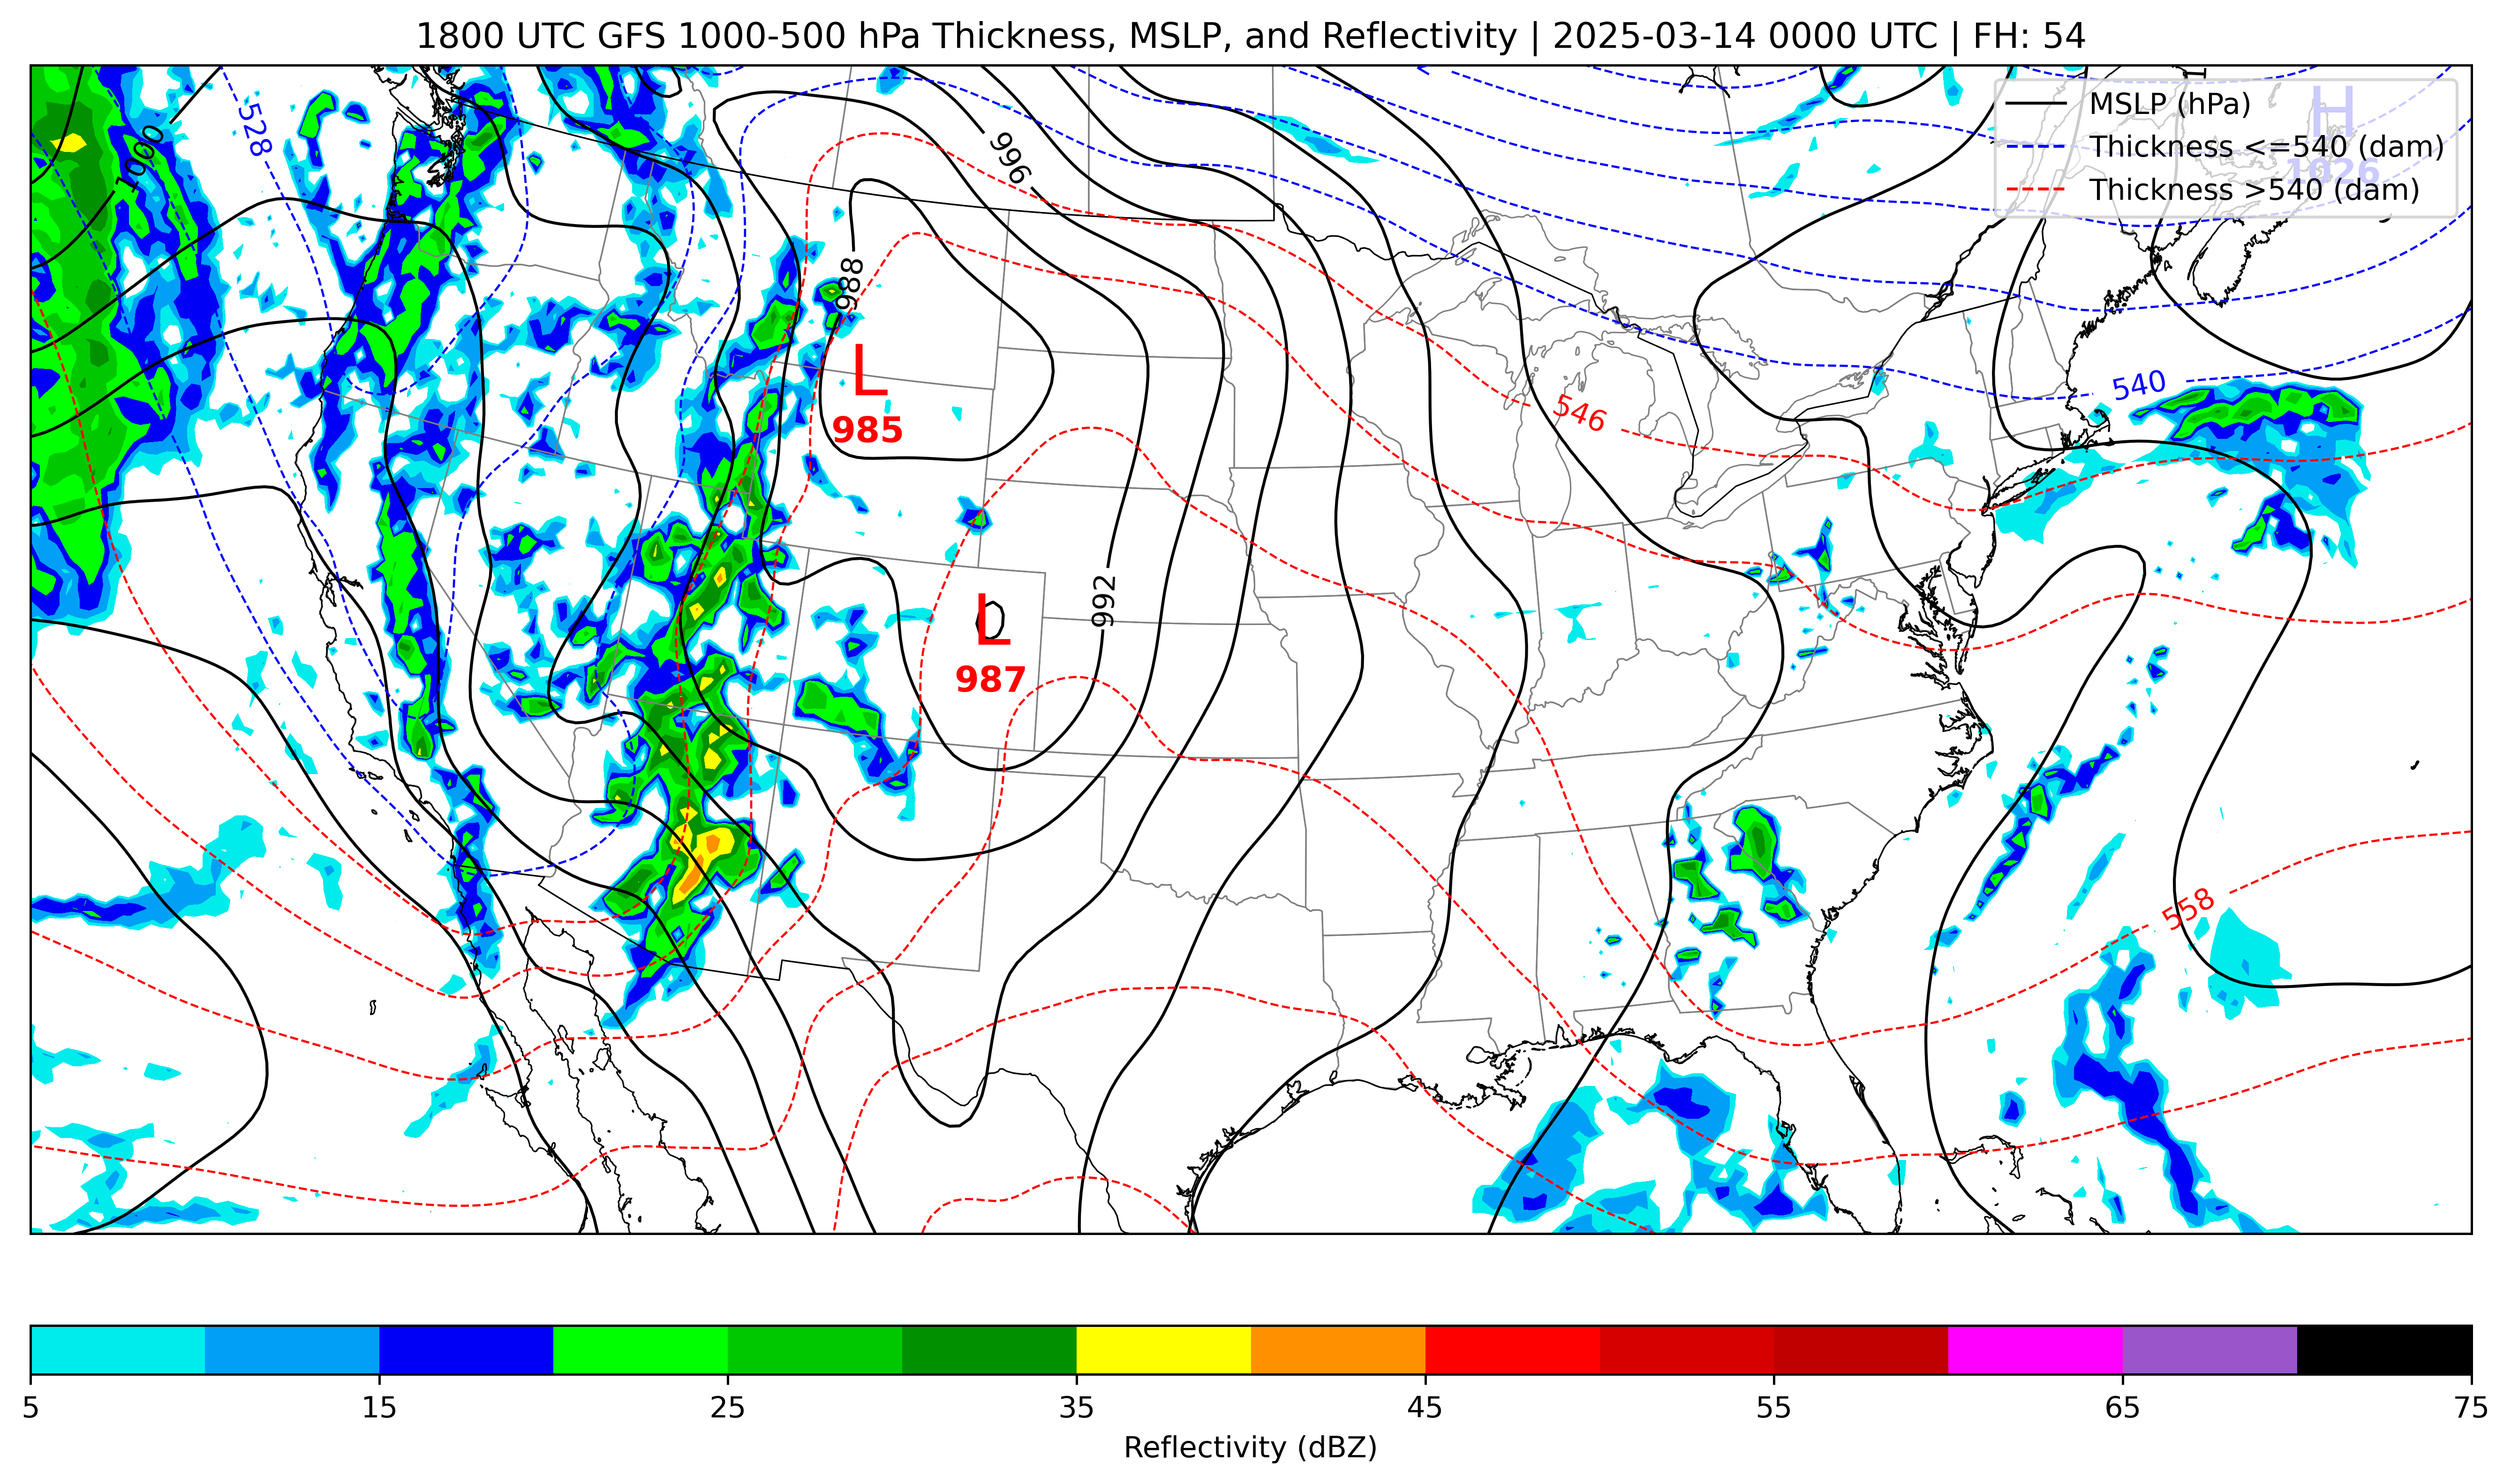 1800 UTC GFS 1000-500 hPa Thickness, MSLP, and Reflectivity | 2025-03-14 0000 UTC | FH: 54
MSLP (hPa)
Thickness <=540 (dam)
Thickness >540 (dam)
H
1026
528
1000
996
988
L
985
546
540
992
L
987
558
5 15 25 35 45 55 65 75
Reflectivity (dBZ)